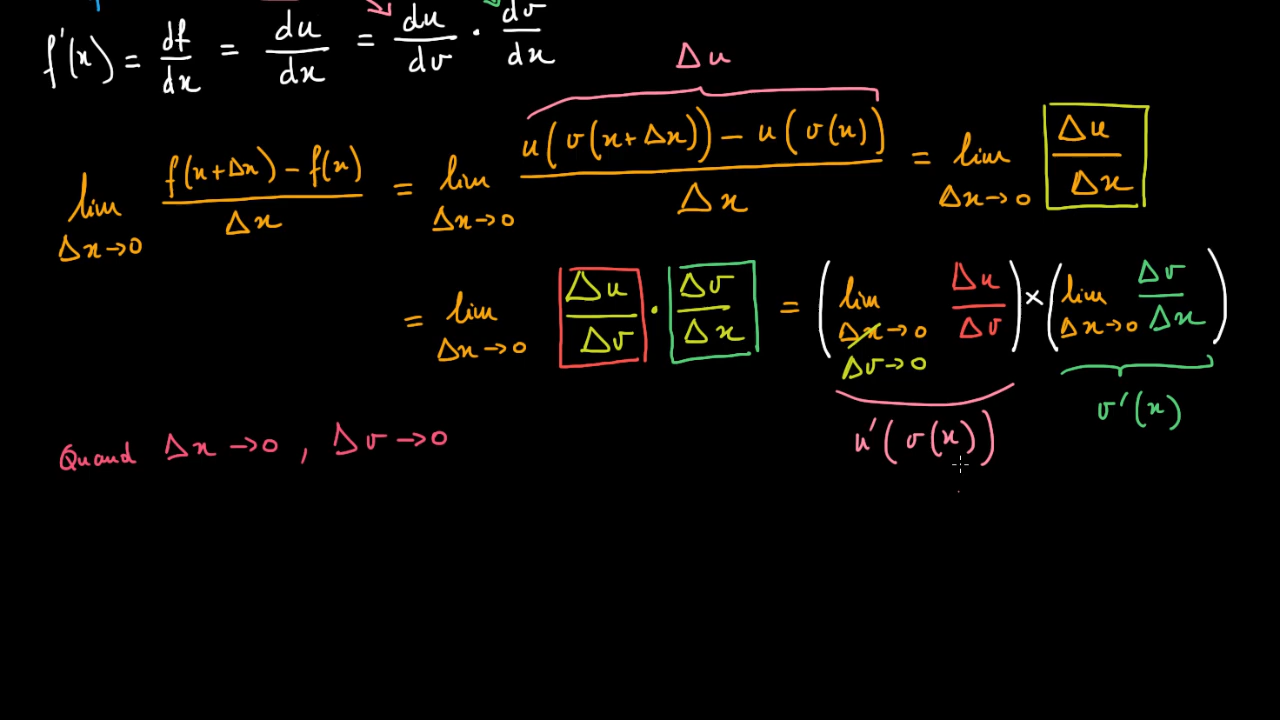 f'(x) = df/dx = du/dx = du/dv · dv/dx
Δu
lim Δx→0 (f(x+Δx) − f(x))/Δx = lim Δx→0 (u(v(x+Δx)) − u(v(x)))/Δx = lim Δx→0 Δu/Δx
= lim Δx→0 Δu/Δv · Δv/Δx = (lim Δx→0 Δv→0 Δu/Δv) × (lim Δx→0 Δv/Δx)
u'(v(x)) v'(x)
Quand Δx→0, Δv→0